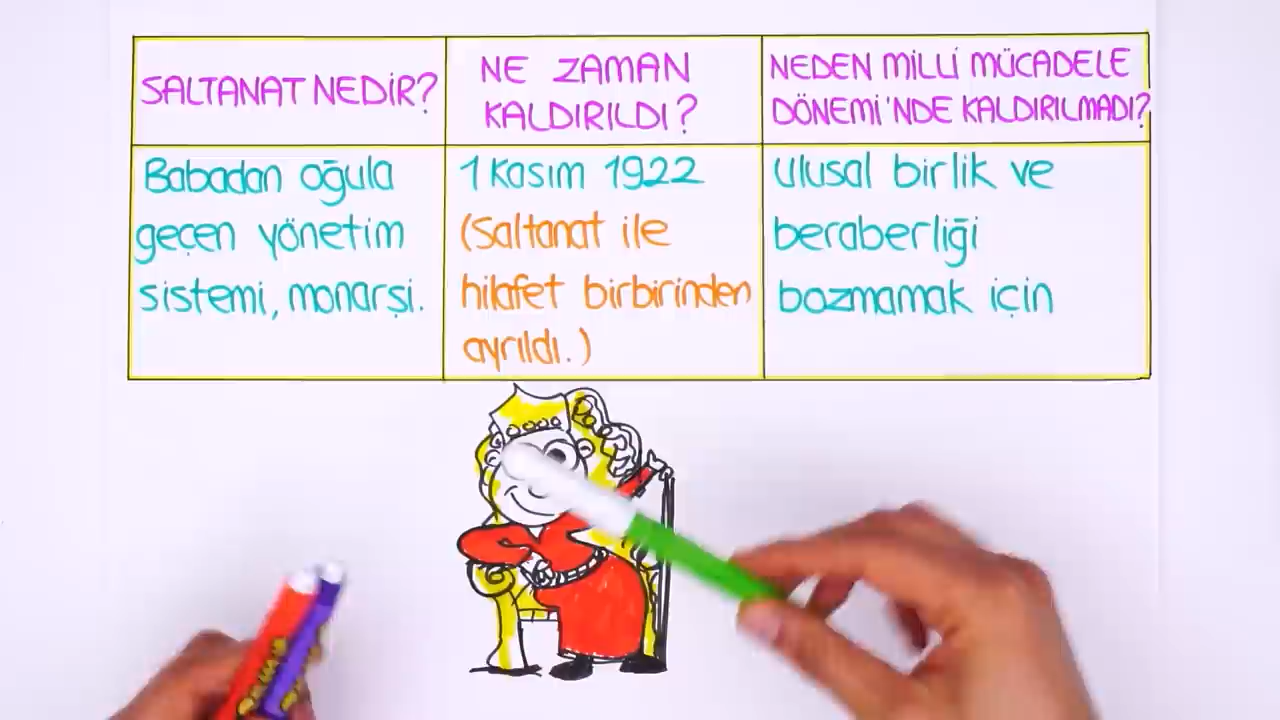 SALTANAT NEDİR?
NE ZAMAN
KALDIRILDI?
NEDEN MİLLİ MÜCADELE
DÖNEMİ'NDE KALDIRILMADI?
Babadan oğula
geçen yönetim
sistemi, monarşi.
1 Kasım 1922
(Saltanat ile
hilafet birbirinden
ayrıldı.)
Ulusal birlik ve
beraberliği
bozmamak için